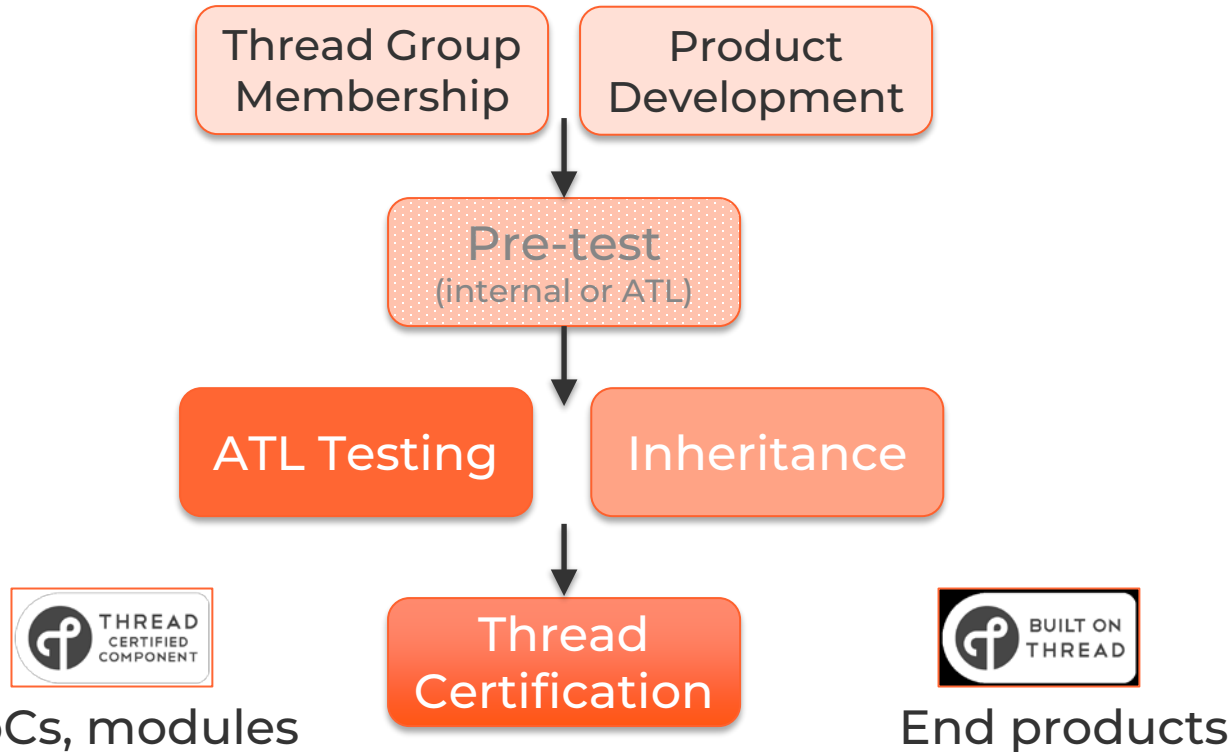 Thread Group
Membership
Product
Development
Pre-test
(internal or ATL)
ATL Testing
Inheritance
THREAD
CERTIFIED
COMPONENT
Thread
Certification
BUILT ON
THREAD
modules
End products